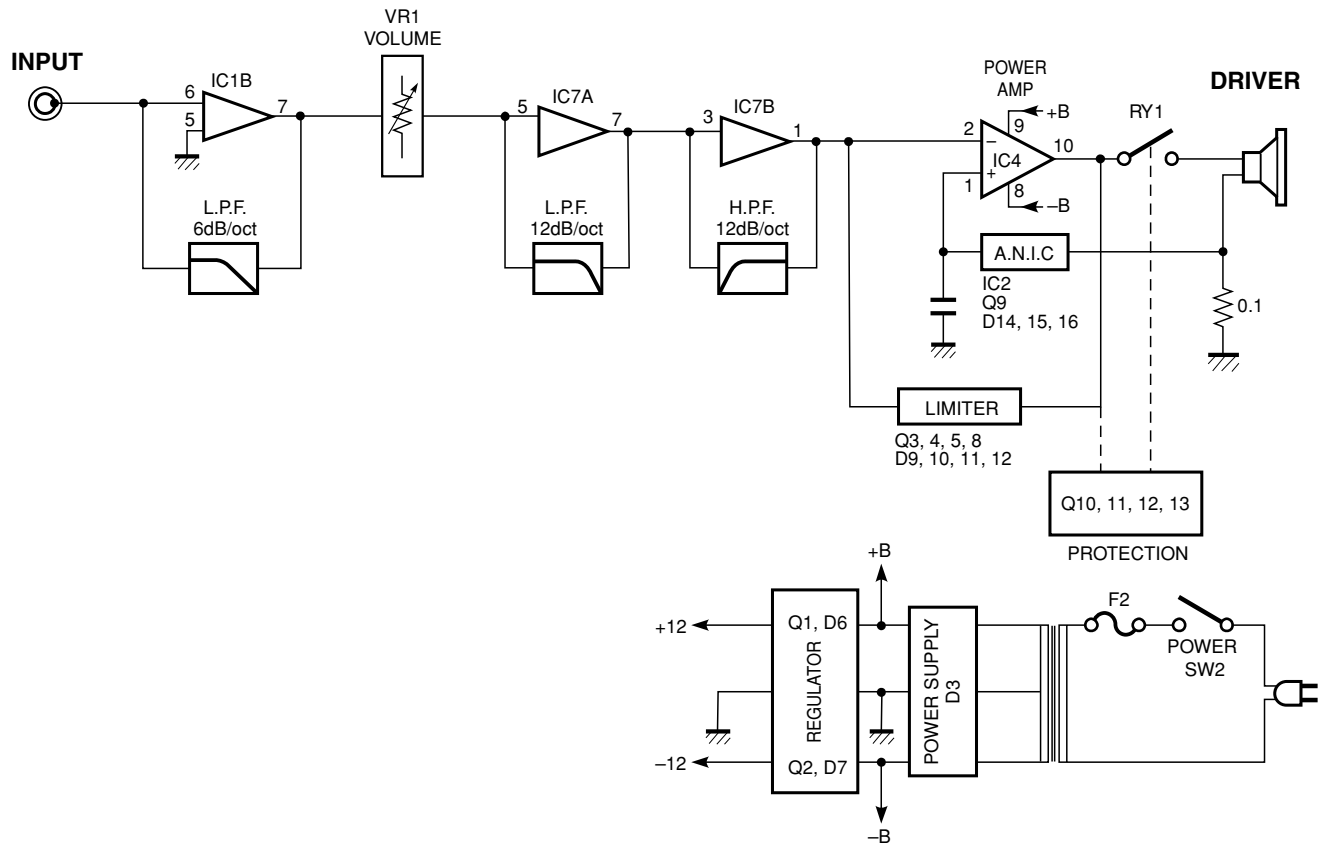 VR1
VOLUME
INPUT
6
5
IC1B
7
L.P.F.
6dB/oct
5
IC7A
7
L.P.F.
12dB/oct
3
IC7B
1
H.P.F.
12dB/oct
POWER
AMP
+B
9
2
–
IC4
+
1
10
8
–B
RY1
DRIVER
A.N.I.C
IC2
Q9
D14, 15, 16
0.1
LIMITER
Q3, 4, 5, 8
D9, 10, 11, 12
Q10, 11, 12, 13
PROTECTION
+B
+12
Q1, D6
REGULATOR
Q2, D7
–12
–B
POWER SUPPLY
D3
F2
POWER
SW2